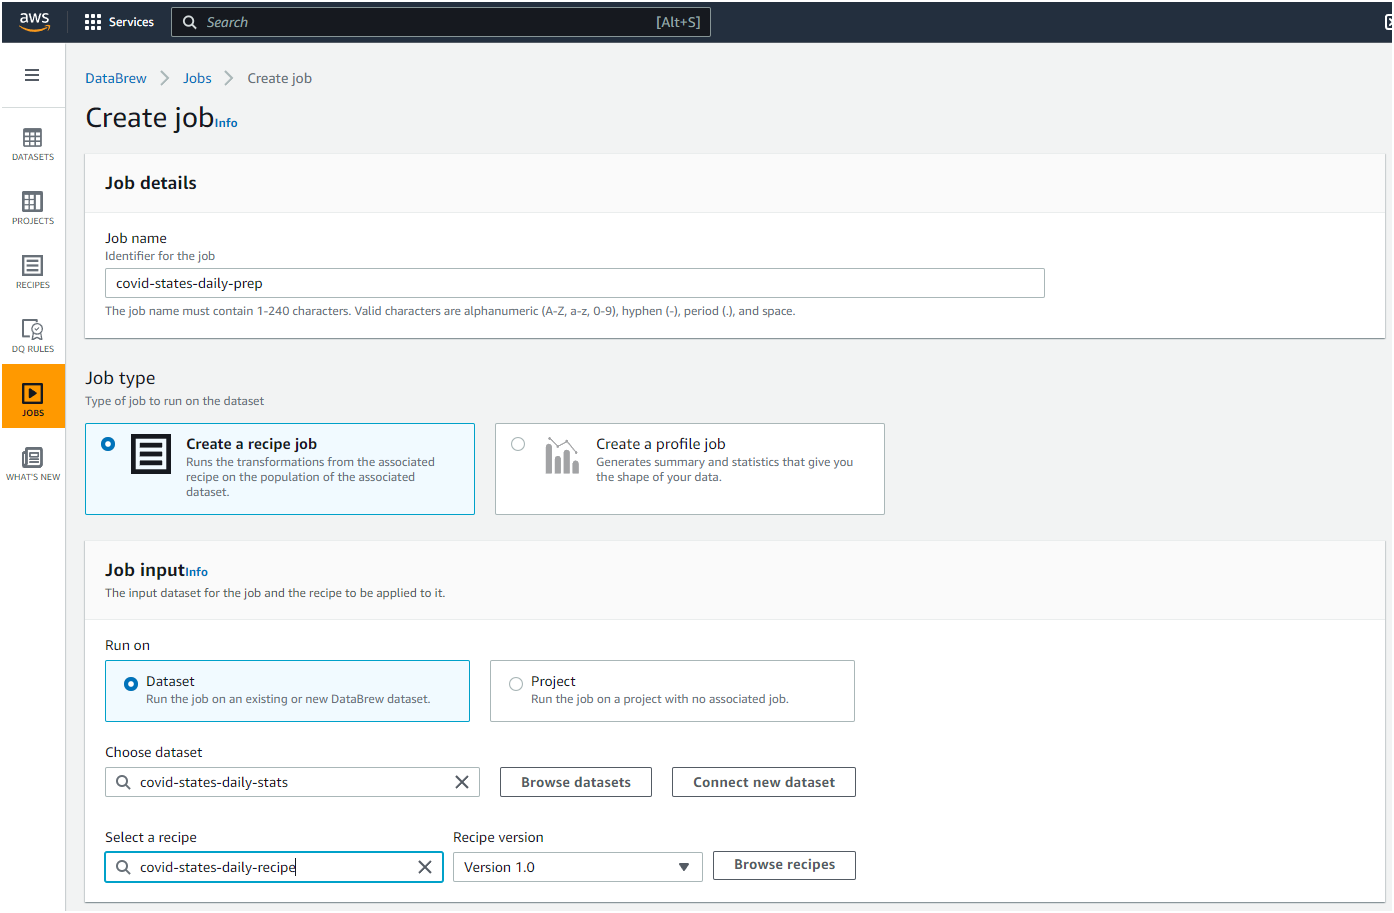 aws
Services
Search
[Alt+S]
DataBrew
Jobs
Create job
Create job Info
DATASETS
PROJECTS
RECIPES
DQ RULES
JOBS
WHAT'S NEW
Job details
Job name
Identifier for the job
covid-states-daily-prep
The job name must contain 1-240 characters. Valid characters are alphanumeric (A-Z, a-z, 0-9), hyphen (-), period (.), and space.
Job type
Type of job to run on the dataset
Create a recipe job
Runs the transformations from the associated
recipe on the population of the associated
dataset.
Create a profile job
Generates summary and statistics that give you
the shape of your data.
Job input Info
The input dataset for the job and the recipe to be applied to it.
Run on
Dataset
Run the job on an existing or new DataBrew dataset.
Project
Run the job on a project with no associated job.
Choose dataset
covid-states-daily-stats
Browse datasets
Connect new dataset
Select a recipe
covid-states-daily-recipe
Recipe version
Version 1.0
Browse recipes